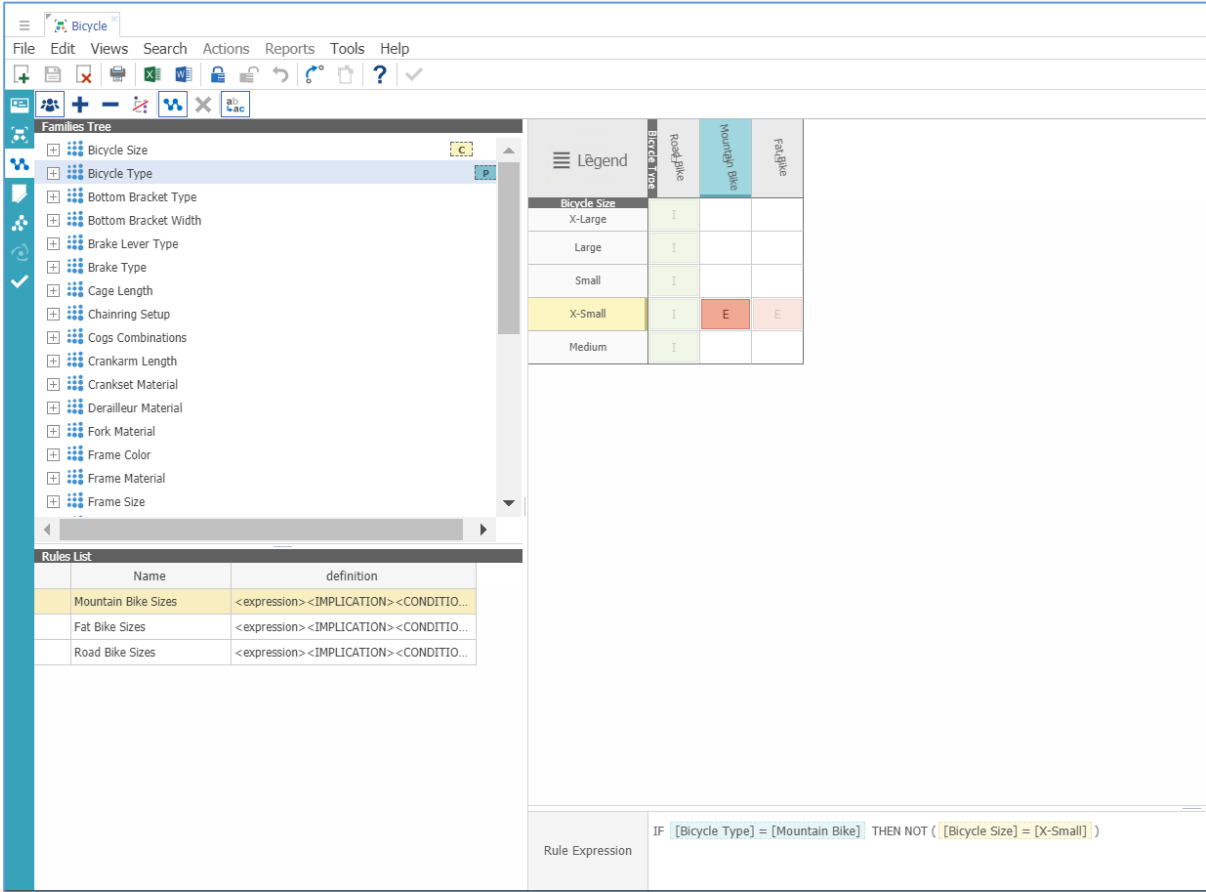 Bicycle
File Edit Views Search Actions Reports Tools Help
Families Tree
Bicycle Size C
Bicycle Type P
Bottom Bracket Type
Bottom Bracket Width
Brake Lever Type
Brake Type
Cage Length
Chainring Setup
Cogs Combinations
Crankarm Length
Crankset Material
Derailleur Material
Fork Material
Frame Color
Frame Material
Frame Size
Rules List
Name definition
Mountain Bike Sizes <expression><IMPLICATION><CONDITIO...
Fat Bike Sizes <expression><IMPLICATION><CONDITIO...
Road Bike Sizes <expression><IMPLICATION><CONDITIO...
Legend
Bicycle Type
Road Bike
Mountain Bike
Fat Bike
Bicycle Size
X-Large I
Large I
Small I
X-Small I E E
Medium I
Rule Expression
IF [Bicycle Type] = [Mountain Bike] THEN NOT ( [Bicycle Size] = [X-Small] )